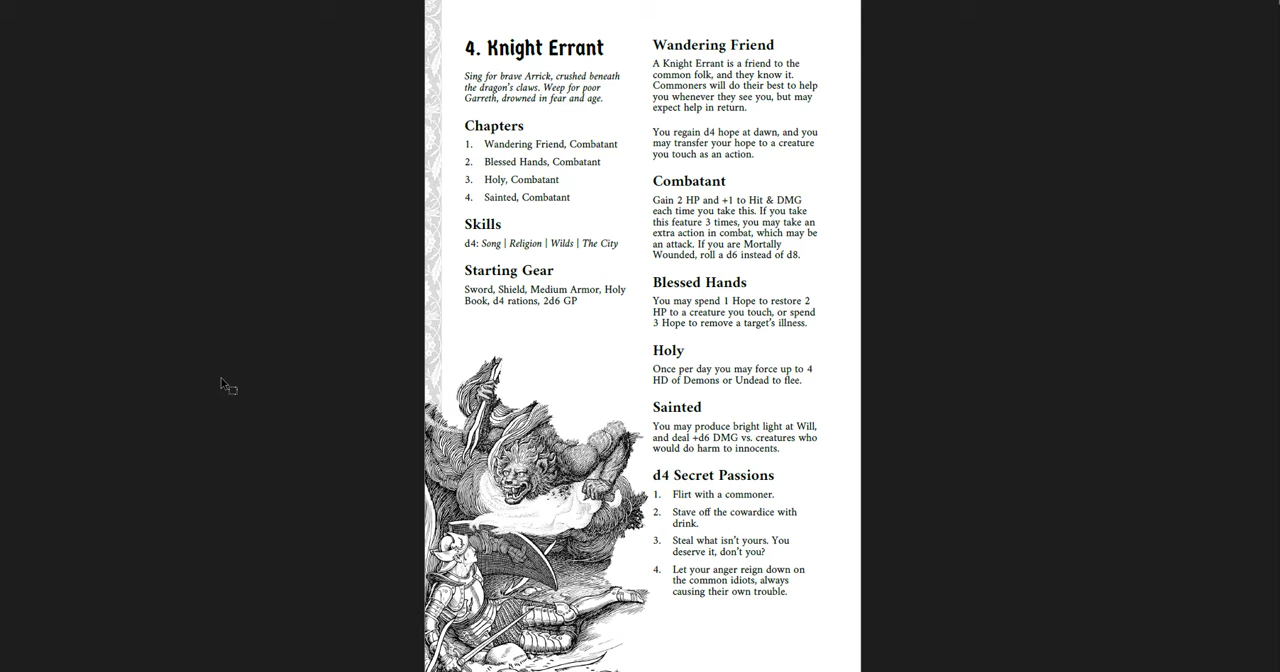 4. Knight Errant
Sing for brave Arrick, crushed beneath
the dragon's claws. Weep for poor
Garreth, drowned in fear and age.
Chapters
1. Wandering Friend, Combatant
2. Blessed Hands, Combatant
3. Holy, Combatant
4. Sainted, Combatant
Skills
d4: Song | Religion | Wilds | The City
Starting Gear
Sword, Shield, Medium Armor, Holy
Book, d4 rations, 2d6 GP
Wandering Friend
A Knight Errant is a friend to the
common folk, and they know it.
Commoners will do their best to help
you whenever they see you, but may
expect help in return.
You regain d4 hope at dawn, and you
may transfer your hope to a creature
you touch as an action.
Combatant
Gain 2 HP and +1 to Hit & DMG
each time you take this. If you take
this feature 3 times, you may take an
extra action in combat, which may be
an attack. If you are Mortally
Wounded, roll a d6 instead of d8.
Blessed Hands
You may spend 1 Hope to restore 2
HP to a creature you touch, or spend
3 Hope to remove a target's illness.
Holy
Once per day you may force up to 4
HD of Demons or Undead to flee.
Sainted
You may produce bright light at Will,
and deal +d6 DMG vs. creatures who
would do harm to innocents.
d4 Secret Passions
1. Flirt with a commoner.
2. Stave off the cowardice with
drink.
3. Steal what isn't yours. You
deserve it, don't you?
4. Let your anger reign down on
the common idiots, always
causing their own trouble.